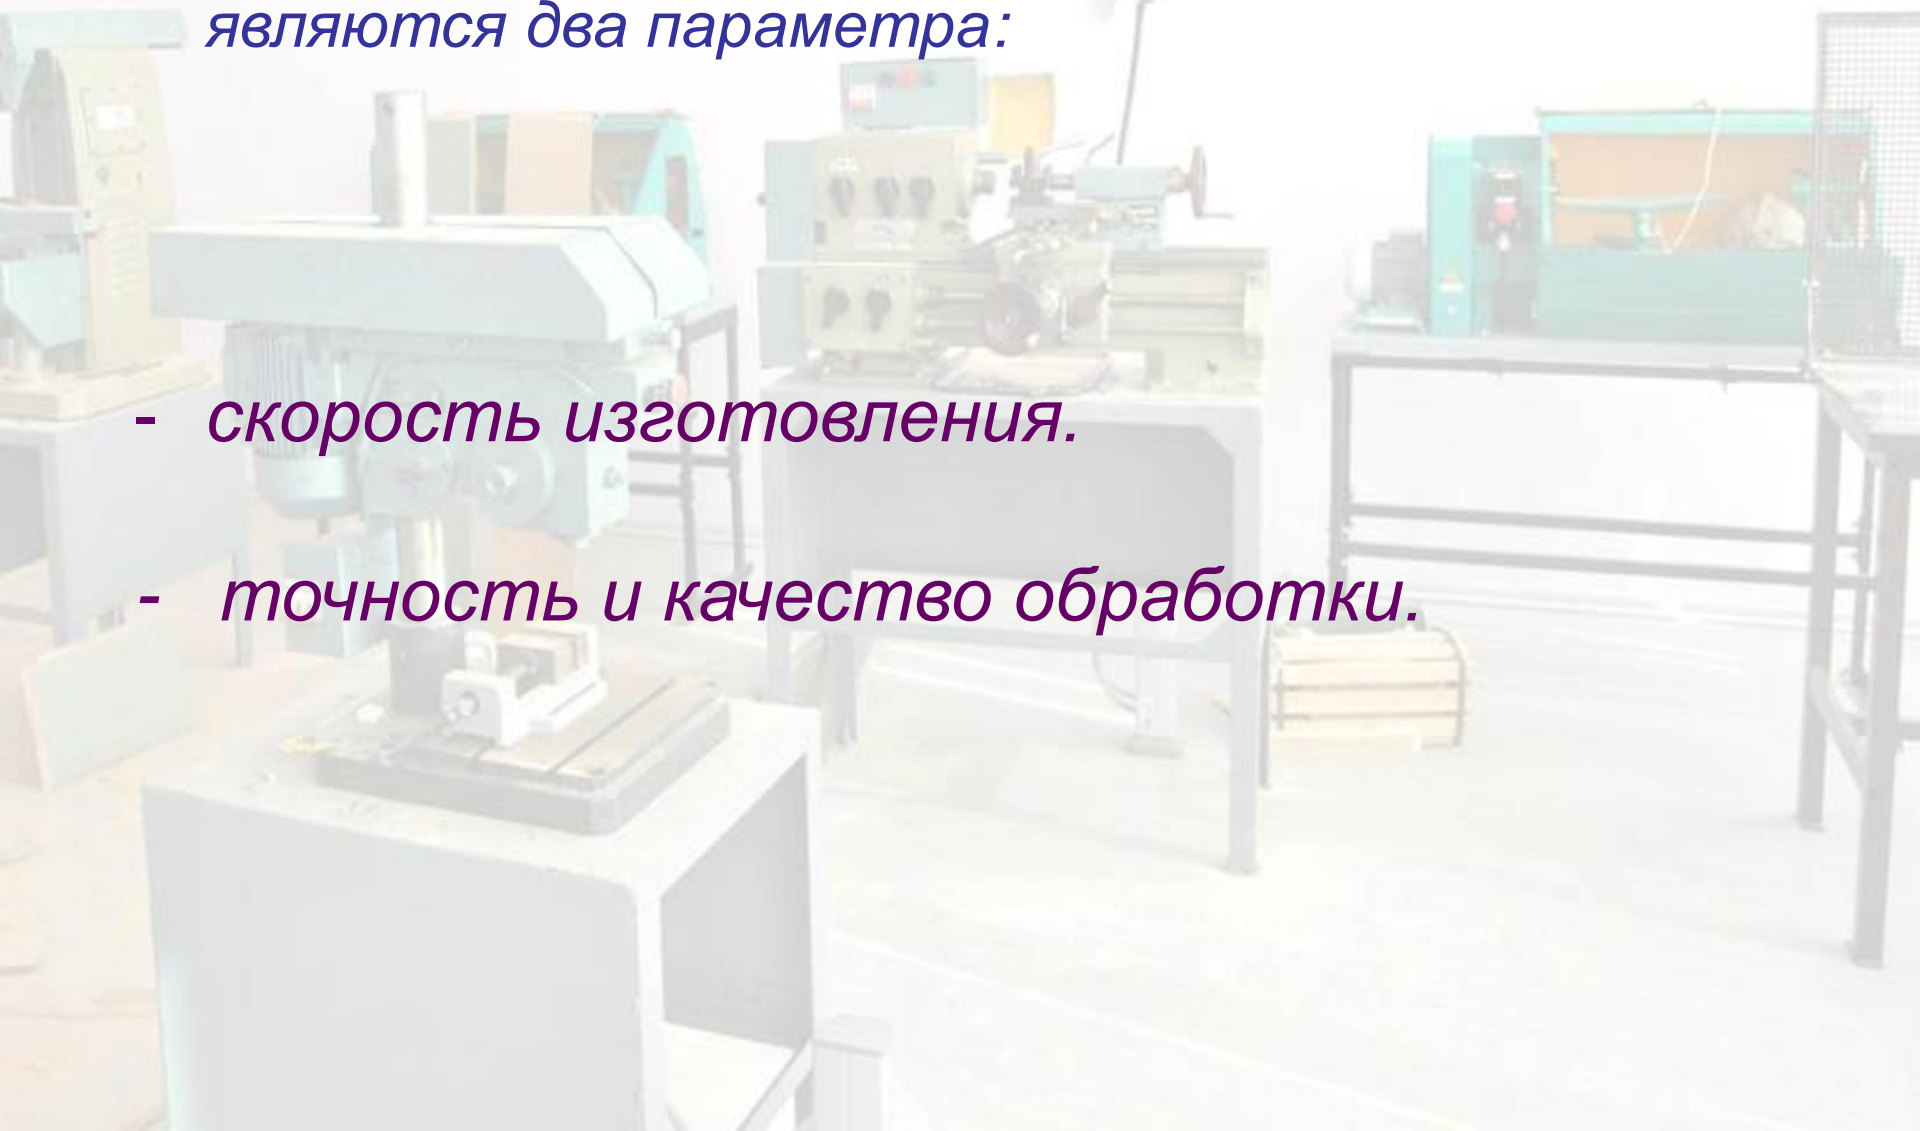 являются два параметра:
- скорость изготовления.
- точность и качество обработки.